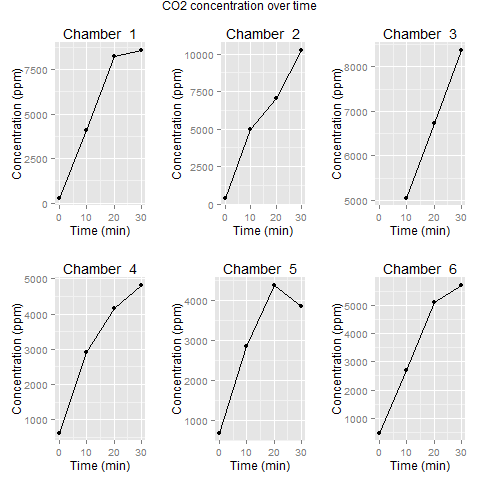 CO2 concentration over time
Chamber 1
Concentration (ppm)
7500
5000
2500
0
0 10 20 30
Time (min)
Chamber 2
Concentration (ppm)
10000
7500
5000
2500
0
0 10 20 30
Time (min)
Chamber 3
Concentration (ppm)
8000
7000
6000
5000
0 10 20 30
Time (min)
Chamber 4
Concentration (ppm)
5000
4000
3000
2000
1000
0 10 20 30
Time (min)
Chamber 5
Concentration (ppm)
4000
3000
2000
1000
0 10 20 30
Time (min)
Chamber 6
Concentration (ppm)
5000
4000
3000
2000
1000
0 10 20 30
Time (min)